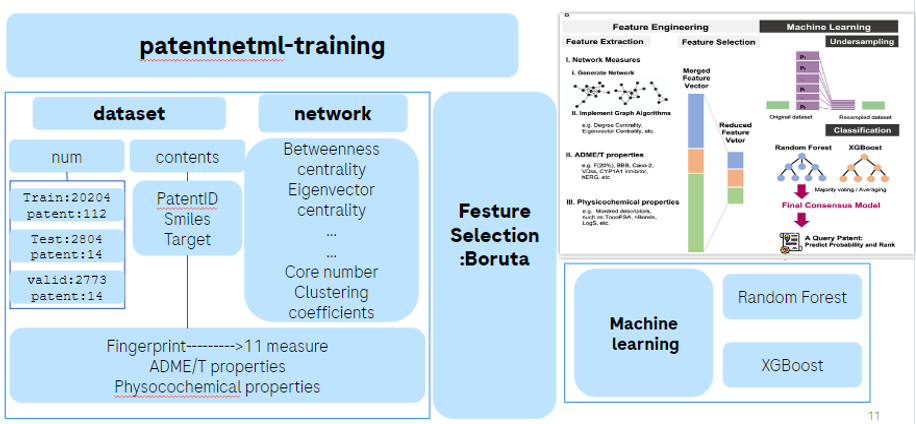 patentnetml-training
dataset
network
num
contents
Train:20204
patent:112
Test:2804
patent:14
valid:2773
patent:14
PatentID
Smiles
Target
Betweenness
centrality
Eigenvector
centrality
...
...
Core number
Clustering
coefficients
Fingerprint--------->11 measure
ADME/T properties
Physocochemical properties
Festure
Selection
:Boruta
Feature Engineering
Machine Learning
Feature Extraction
Feature Selection
Undersampling
I. Network Measures
i. Generate Network
II. Implement Graph Algorithms
e.g. Degree Centrality,
Eigenvector Centrality, etc.
II. ADME/T properties
e.g. F(20%), BBB, Caco-2,
VDss, CYP1A1 inhibitor,
hERG, etc
III. Physicochemical properties
e.g. Mordred descriptors,
such as TopoPSA, nBonds,
LogS, etc.
Merged
Feature
Vector
Reduced
Feature
Vetor
Original dataset
Resampled dataset
Classification
Random Forest
XGBoost
Majority voting / Averaging
Final Consensus Model
A Query Patent:
Predict Probability and Rank
Machine
learning
Random Forest
XGBoost
11